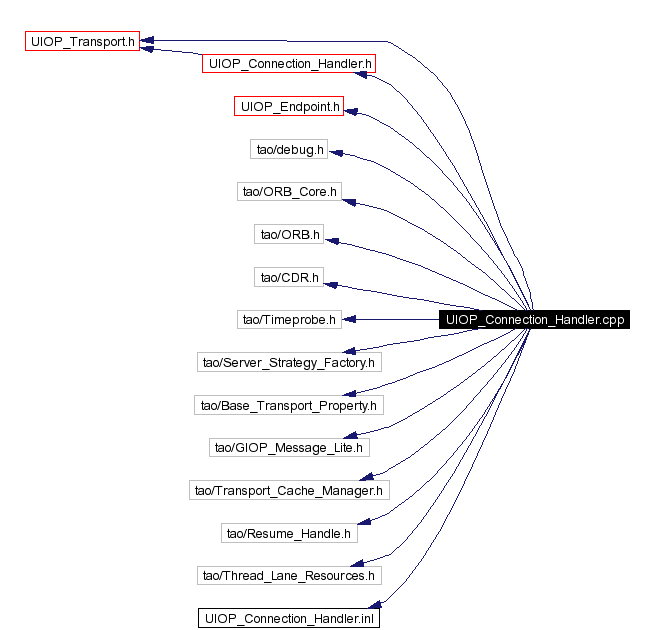 UIOP_Transport.h
UIOP_Connection_Handler.h
UIOP_Endpoint.h
tao/debug.h
tao/ORB_Core.h
tao/ORB.h
tao/CDR.h
tao/Timeprobe.h
UIOP_Connection_Handler.cpp
tao/Server_Strategy_Factory.h
tao/Base_Transport_Property.h
tao/GIOP_Message_Lite.h
tao/Transport_Cache_Manager.h
tao/Resume_Handle.h
tao/Thread_Lane_Resources.h
UIOP_Connection_Handler.inl